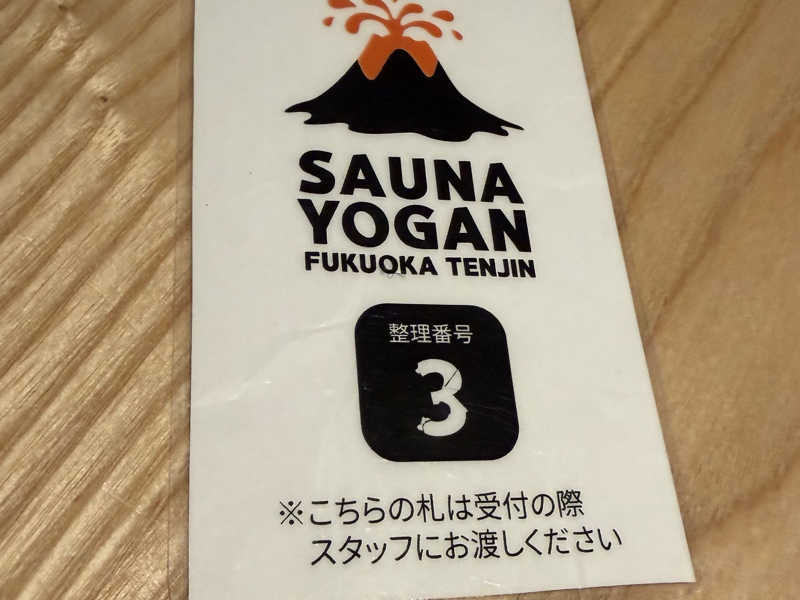 SAUNA
YOGAN
FUKUOKA TENJIN
整理番号
3
※こちらの札は受付の際
スタッフにお渡しください